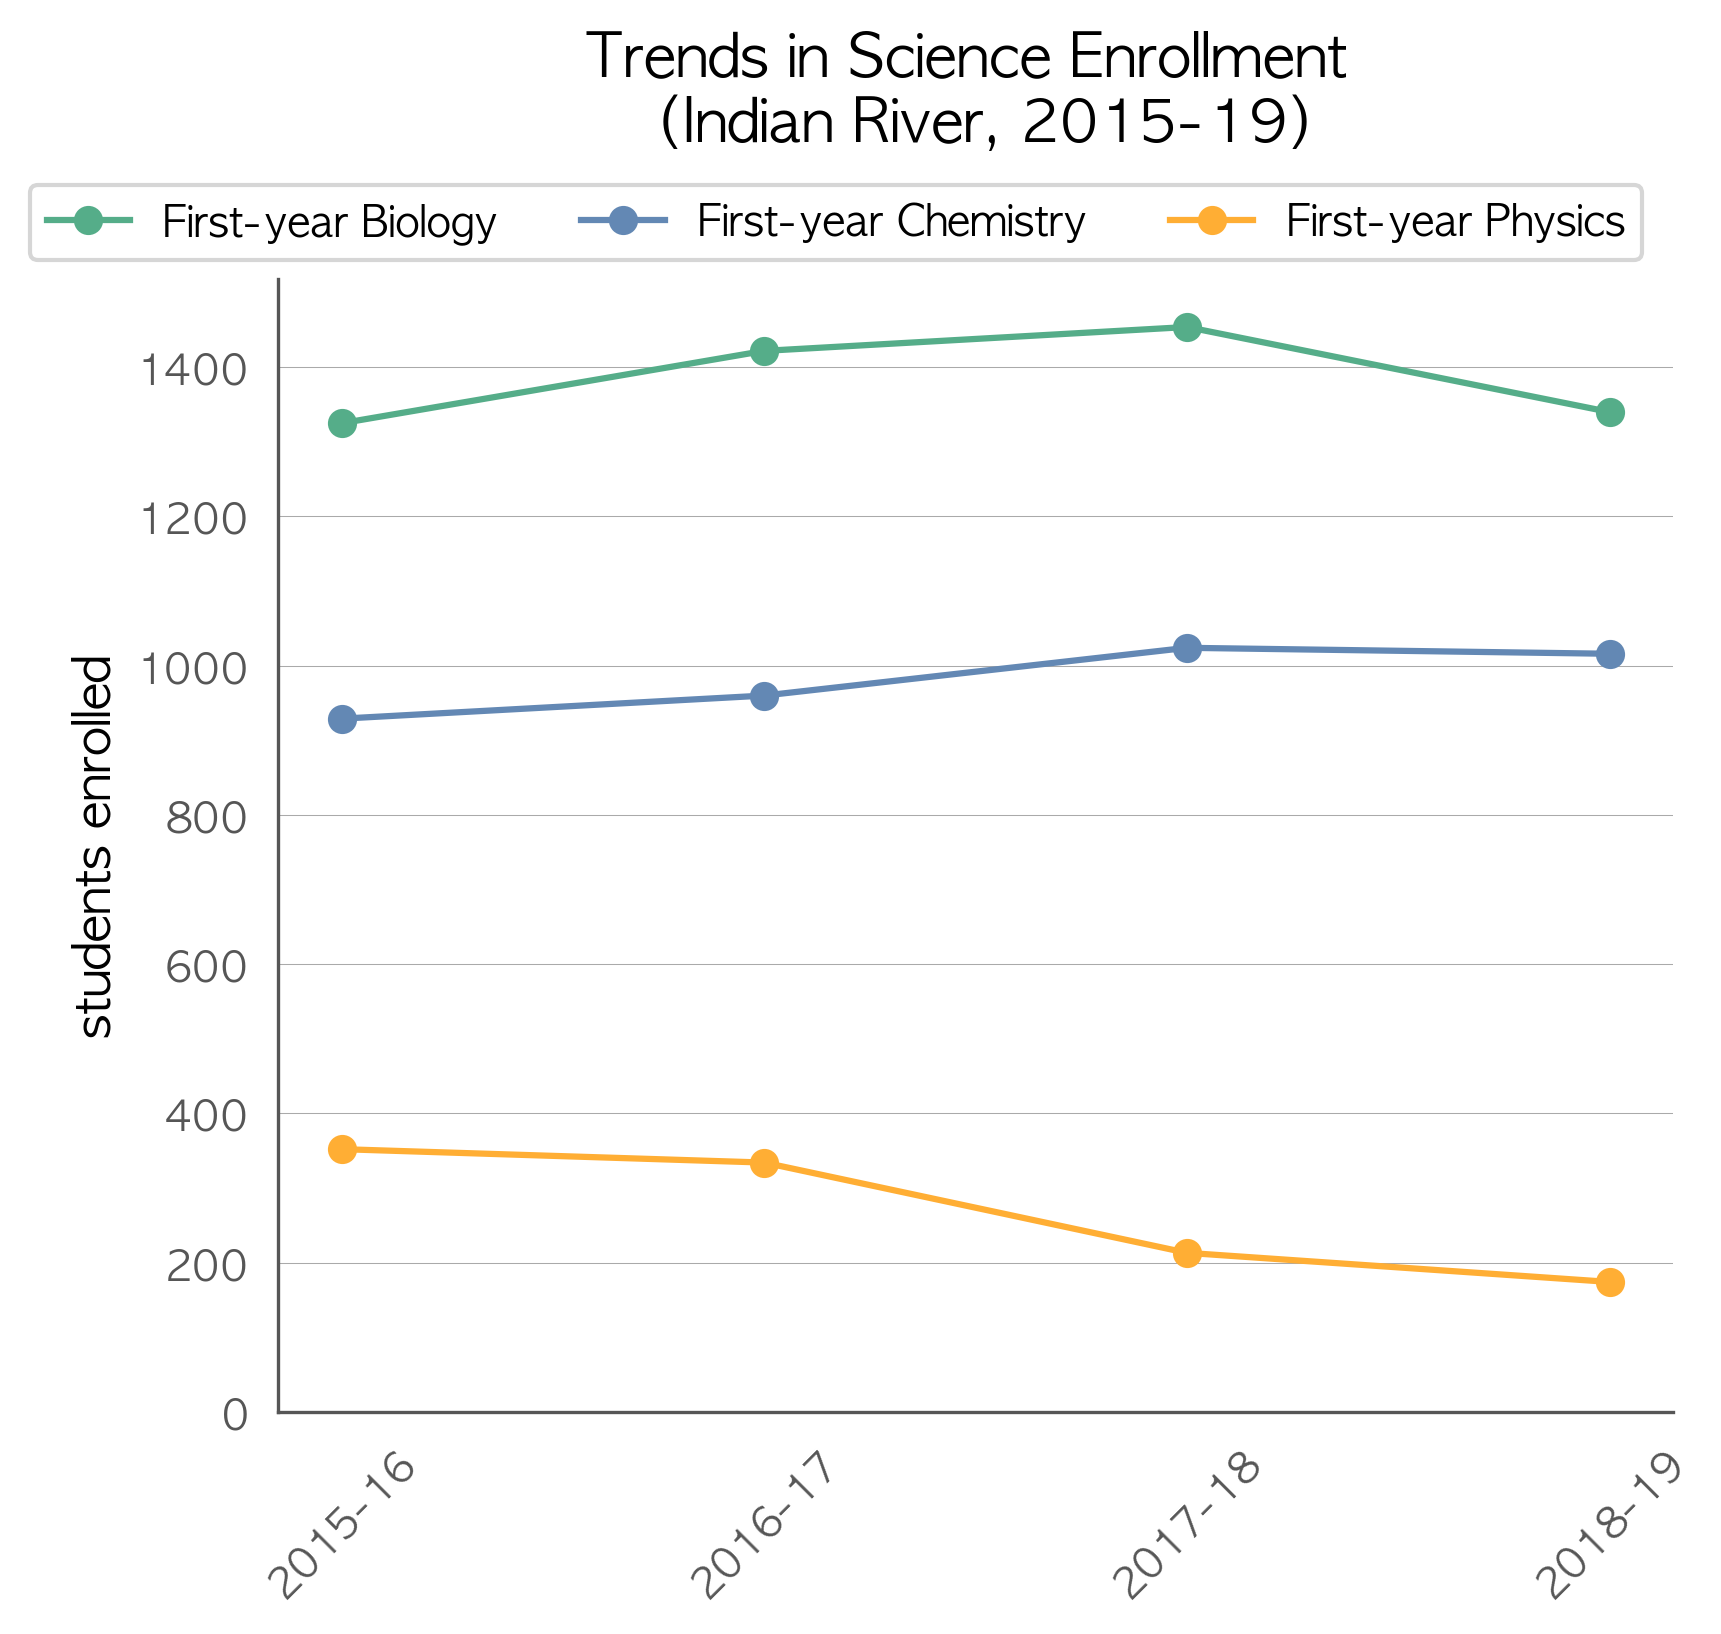 Trends in Science Enrollment
(Indian River, 2015-19)
First-year Biology
First-year Chemistry
First-year Physics
1400
1200
1000
800
600
400
200
0
students enrolled
2015-16
2016-17
2017-18
2018-19